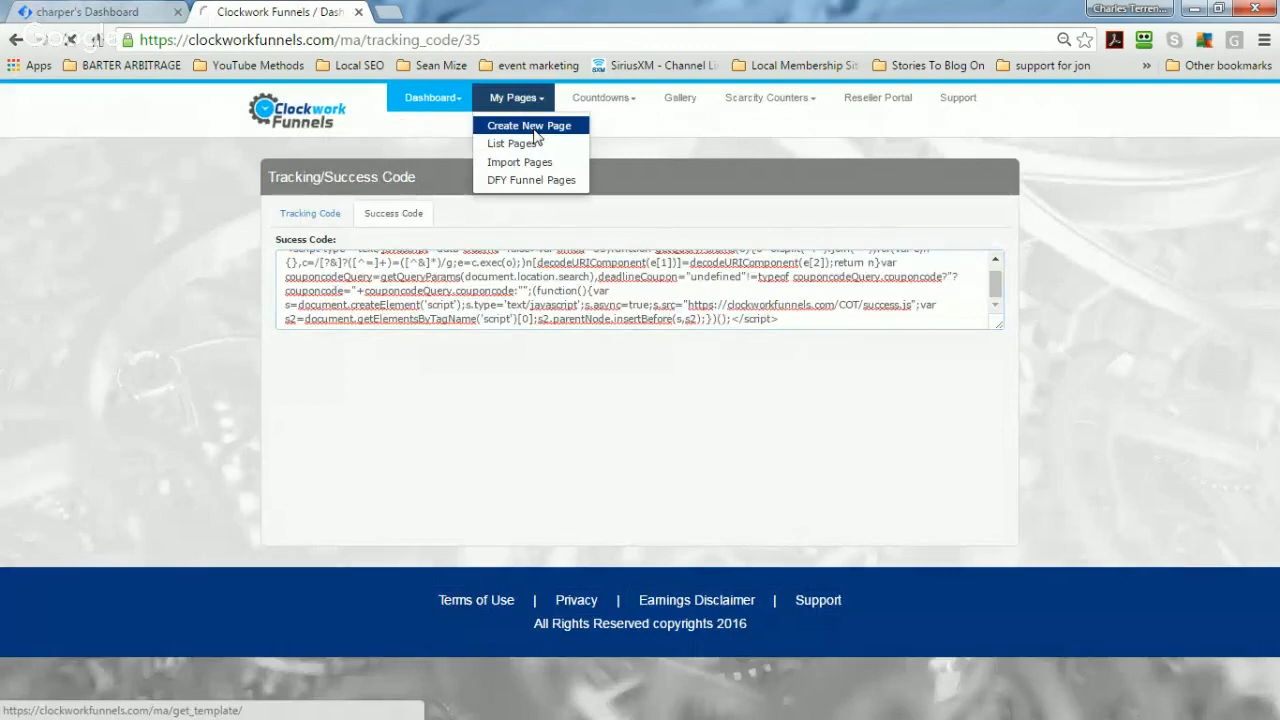 charper's Dashboard
Clockwork Funnels / Dash
Charles Terren...
https://clockworkfunnels.com/ma/tracking_code/35
Apps
BARTER ARBITRAGE
YouTube Methods
Local SEO
Sean Mize
event marketing
SiriusXM - Channel Li
Local Membership Sit
Stories To Blog On
support for jon
»
Other bookmarks
Clockwork
Funnels
Dashboard
My Pages
Countdowns
Gallery
Scarcity Counters
Reseller Portal
Support
Create New Page
List Pages
Import Pages
DFY Funnel Pages
Tracking/Success Code
Tracking Code
Success Code
Sucess Code:
{},c=/[?&]?([^=]+)=([^&]*)/g;e=c.exec(o);)n[decodeURIComponent(e[1])]=decodeURIComponent(e[2]);return n}var
couponcodeQuery=getQueryParams(document.location.search),deadlineCoupon="undefined"!=typeof couponcodeQuery.couponcode?"?
couponcode="+couponcodeQuery.couponcode:"";(function(){var
s=document.createElement('script');s.type='text/javascript';s.async=true;s.src="https://clockworkfunnels.com/COT/success.js";var
s2=document.getElementsByTagName('script')[0];s2.parentNode.insertBefore(s,s2);})();</script>
Terms of Use | Privacy | Earnings Disclaimer | Support
All Rights Reserved copyrights 2016
https://clockworkfunnels.com/ma/get_template/